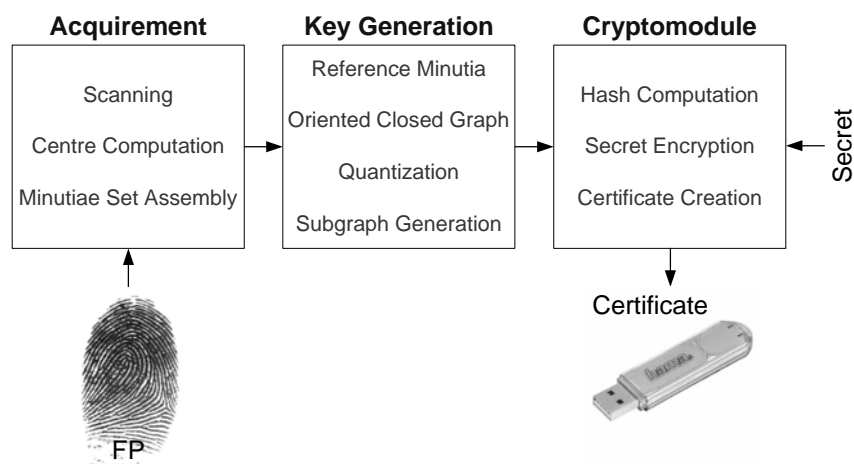 Acquirement
Scanning
Centre Computation
Minutiae Set Assembly
Key Generation
Reference Minutia
Oriented Closed Graph
Quantization
Subgraph Generation
Cryptomodule
Hash Computation
Secret Encryption
Certificate Creation
Secret
FP
Certificate
hama